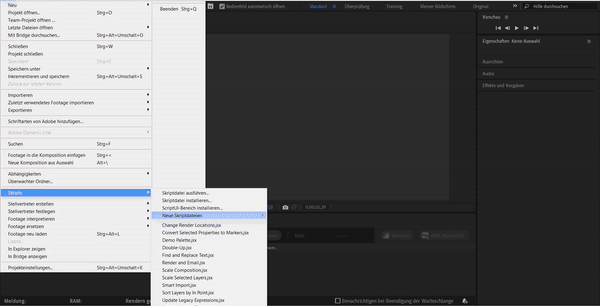 Neu
Projekt öffnen... Strg+O
Team-Projekt öffnen ...
Letzte Dateien öffnen
Mit Bridge durchsuchen... Strg+Alt+Umschalt+O
Schließen Strg+W
Projekt schließen
Speichern Strg+S
Speichern unter
Inkrementieren und speichern Strg+Alt+Umschalt+S
Zurück zur letzten Version
Importieren
Zuletzt verwendetes Footage importieren
Exportieren
Schriftarten von Adobe hinzufügen...
Adobe Dynamic Link
Suchen Strg+F
Footage in die Komposition einfügen Strg+<
Neue Komposition aus Auswahl Alt+\
Abhängigkeiten
Überwachter Ordner...
Skripts
Stellvertreter erstellen
Stellvertreter festlegen
Footage interpretieren
Footage ersetzen
Footage neu laden Strg+Alt+L
In Explorer zeigen
In Bridge anzeigen
Projekteinstellungen... Strg+Alt+Umschalt+K
Beenden Strg+Q
Skriptdatei ausführen...
Skriptdatei installieren...
ScriptUI-Bereich installieren...
Neue Skriptdateien
Change Render Locations.jsx
Convert Selected Properties to Markers.jsx
Demo Palette.jsx
Double-Up.jsx
Find and Replace Text.jsx
Render and Email.jsx
Scale Composition.jsx
Scale Selected Layers.jsx
Smart Import.jsx
Sort Layers by In Point.jsx
Update Legacy Expressions.jsx
Bedienfeld automatisch öffnen
Standard
Überprüfung
Training
Kleiner Bildschirm
Original
Hilfe durchsuchen
Vorschau
Eigenschaften: Keine Auswahl
Ausrichten
Audio
Effekte und Vorgaben
Meldung:
RAM:
Benachrichtigen bei Beendigung der Warteschlange